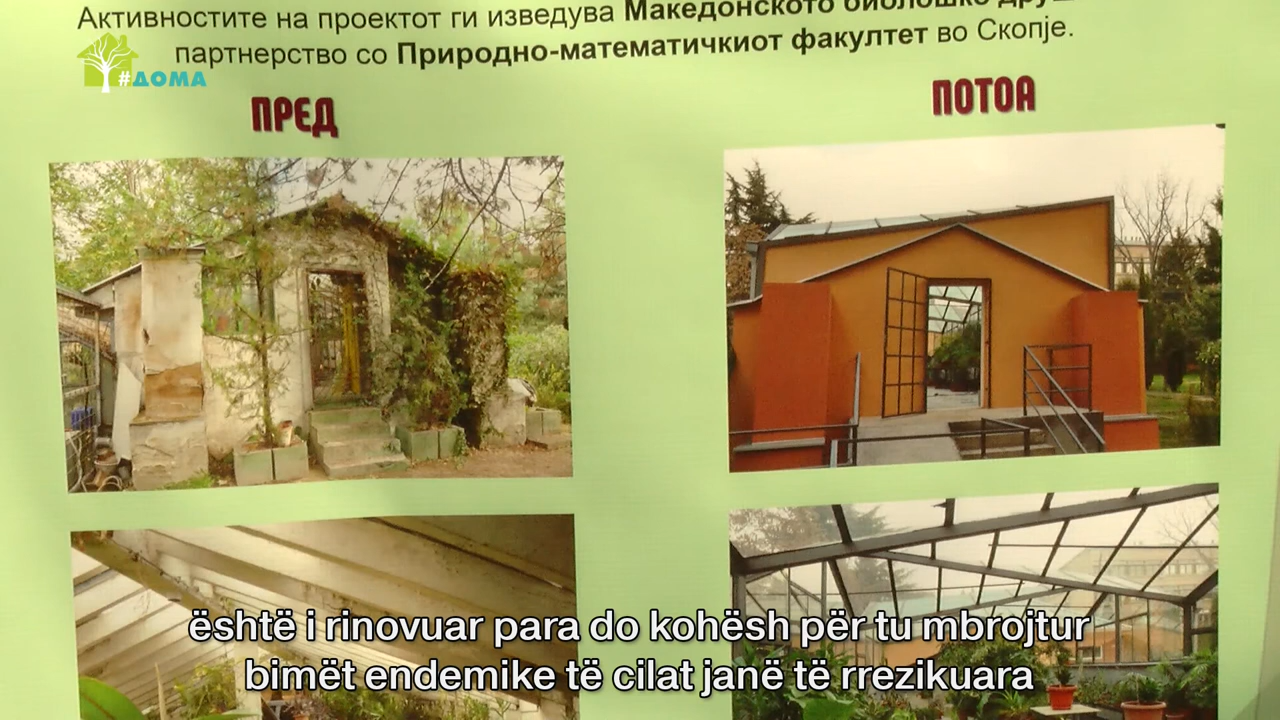 Активностите на проектот ги изведува Македонското биолошко
партнерство со Природно-математичкиот факултет во Скопје.
#ДОМА
ПРЕД
ПОТОА
është i rinovuar para do kohësh për tu mbrojtur
bimët endemike të cilat janë të rrezikuara